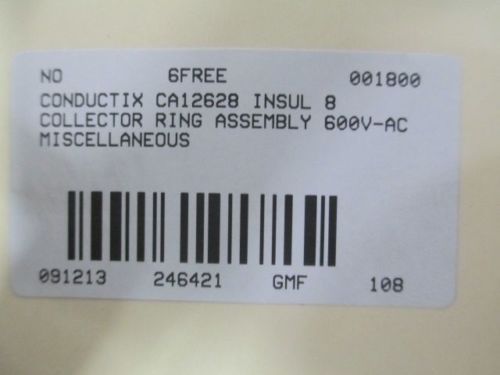 NO 6FREE 001800
CONDUCTIX CA12628 INSUL 8
COLLECTOR RING ASSEMBLY 600V-AC
MISCELLANEOUS
091213 246421 GMF 108